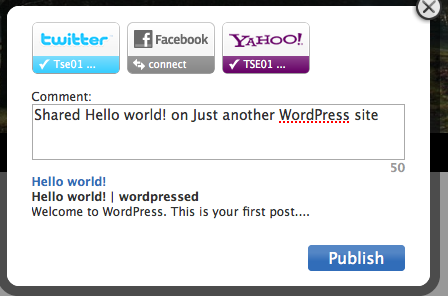 twitter Facebook YAHOO!
Tse01 ... connect TSE01 ...
Comment:
Shared Hello world! on Just another WordPress site
50
Hello world!
Hello world! | wordpressed
Welcome to WordPress. This is your first post....
Publish